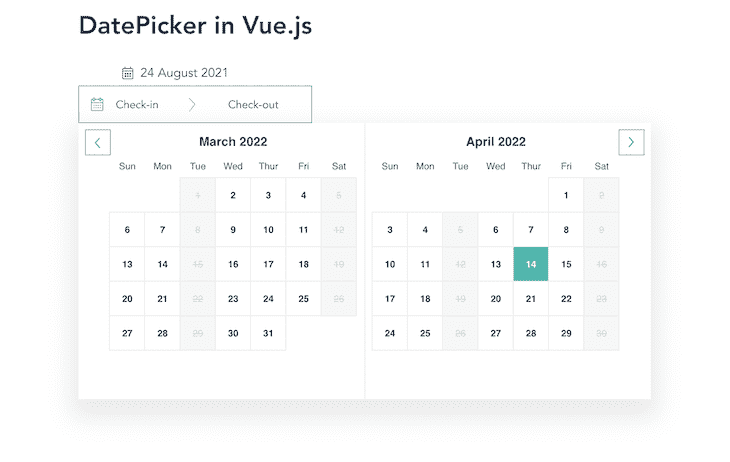 DatePicker in Vue.js
24 August 2021
Check-in Check-out
March 2022
Sun Mon Tue Wed Thur Fri Sat
1 2 3 4 5
6 7 8 9 10 11 12
13 14 15 16 17 18 19
20 21 22 23 24 25 26
27 28 29 30 31
April 2022
Sun Mon Tue Wed Thur Fri Sat
1 2
3 4 5 6 7 8 9
10 11 12 13 14 15 16
17 18 19 20 21 22 23
24 25 26 27 28 29 30